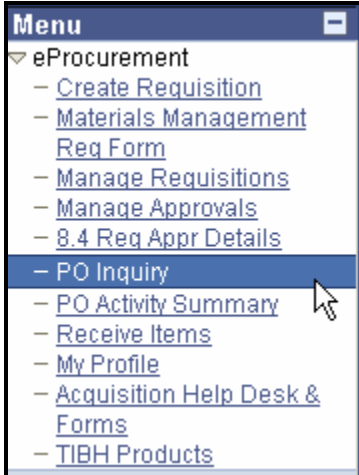 Menu
eProcurement
– Create Requisition
– Materials Management
Req Form
– Manage Requisitions
– Manage Approvals
– 8.4 Req Appr Details
– PO Inquiry
– PO Activity Summary
– Receive Items
– My Profile
– Acquisition Help Desk &
Forms
– TIBH Products